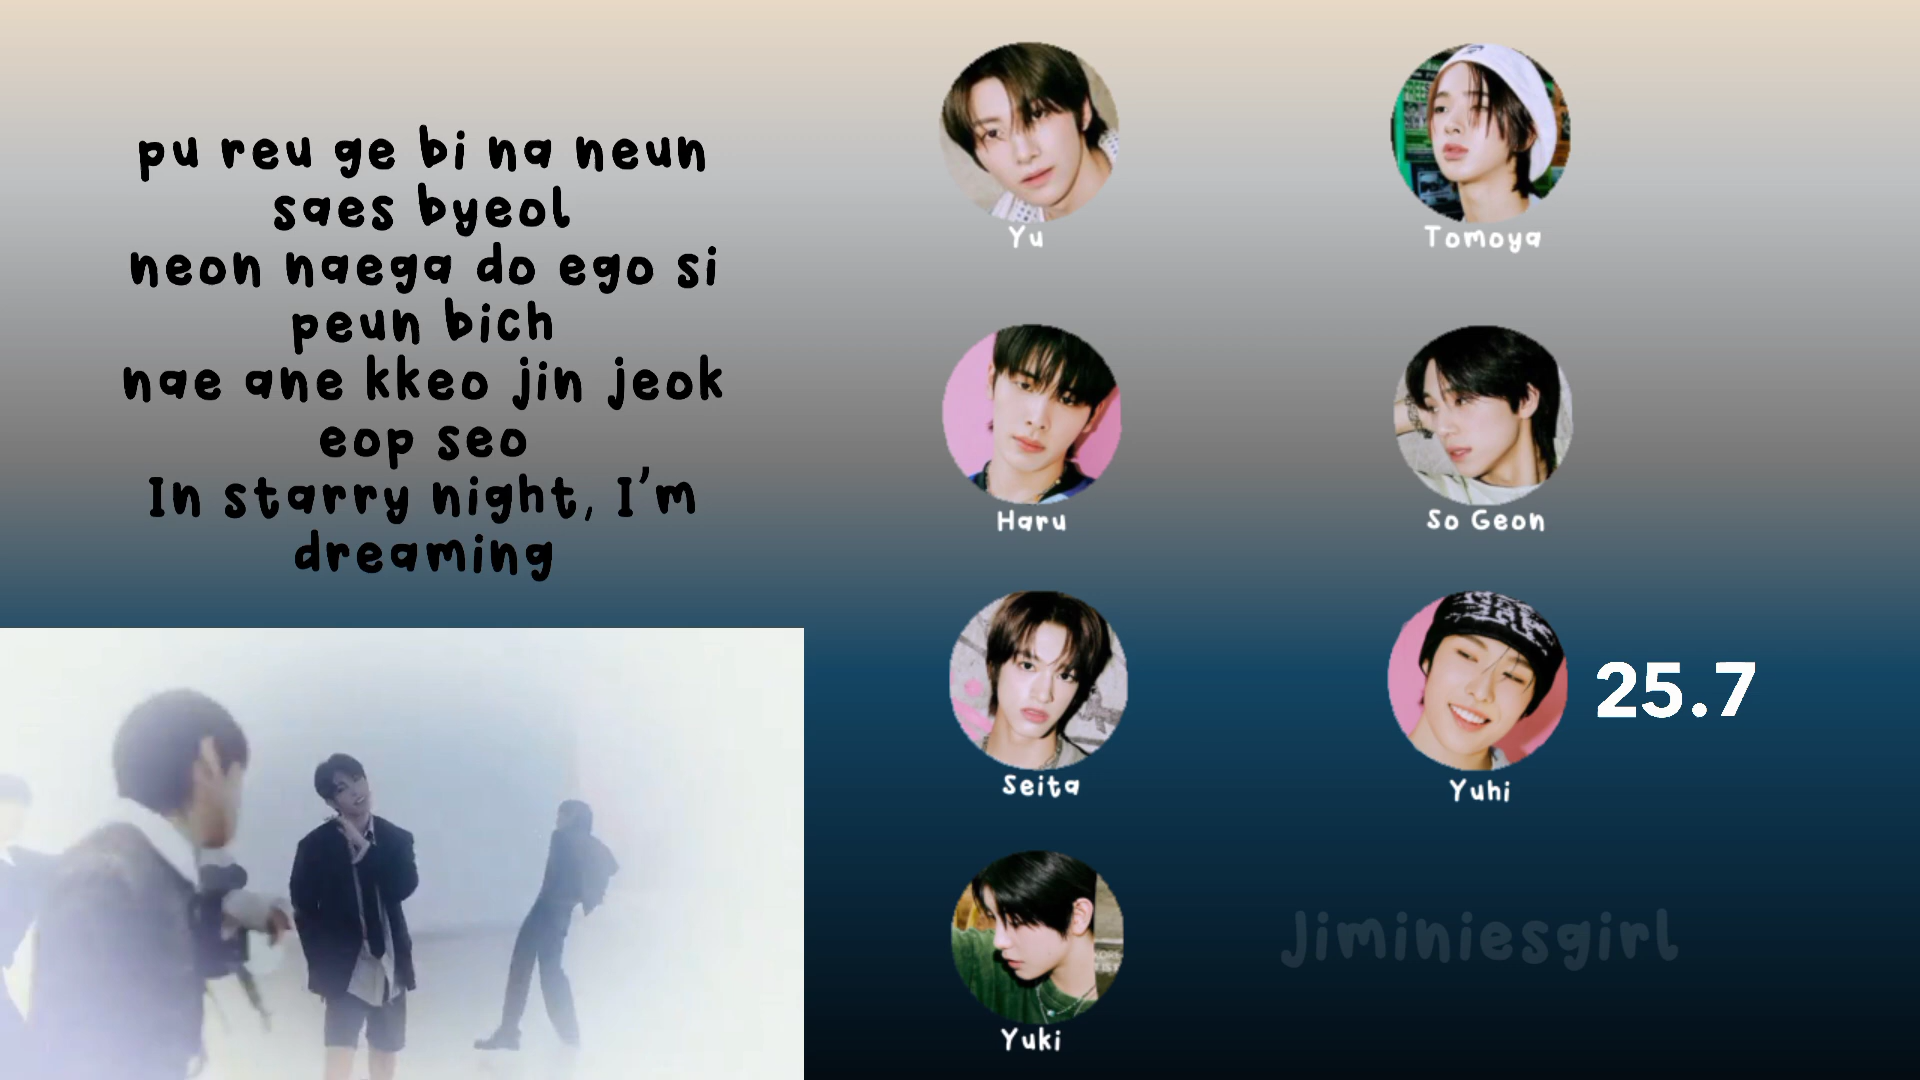 pu reu ge bi na neun
saes byeol
neon naega do ego si
peun bich
nae ane kkeo jin jeok
eop seo
In starry night, I'm
dreaming
Yu
Tomoya
Haru
So Geon
Seita
Yuhi
25.7
Yuki
Jiminiesgirl